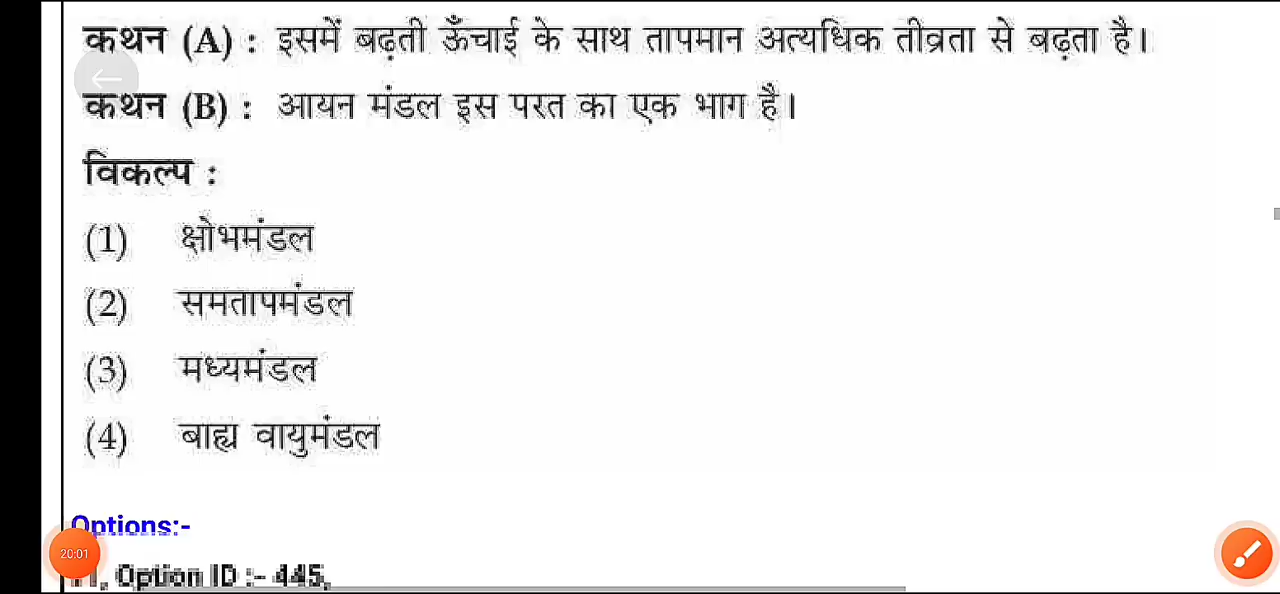 कथन (A) : इसमें बढ़ती ऊँचाई के साथ तापमान अत्यधिक तीव्रता से बढ़ता है।
कथन (B) : आयन मंडल इस परत का एक भाग है।
विकल्प :
(1) क्षोभमंडल
(2) समतापमंडल
(3) मध्यमंडल
(4) बाह्य वायुमंडल
Options:-
20:01
1, Option ID :- 445,